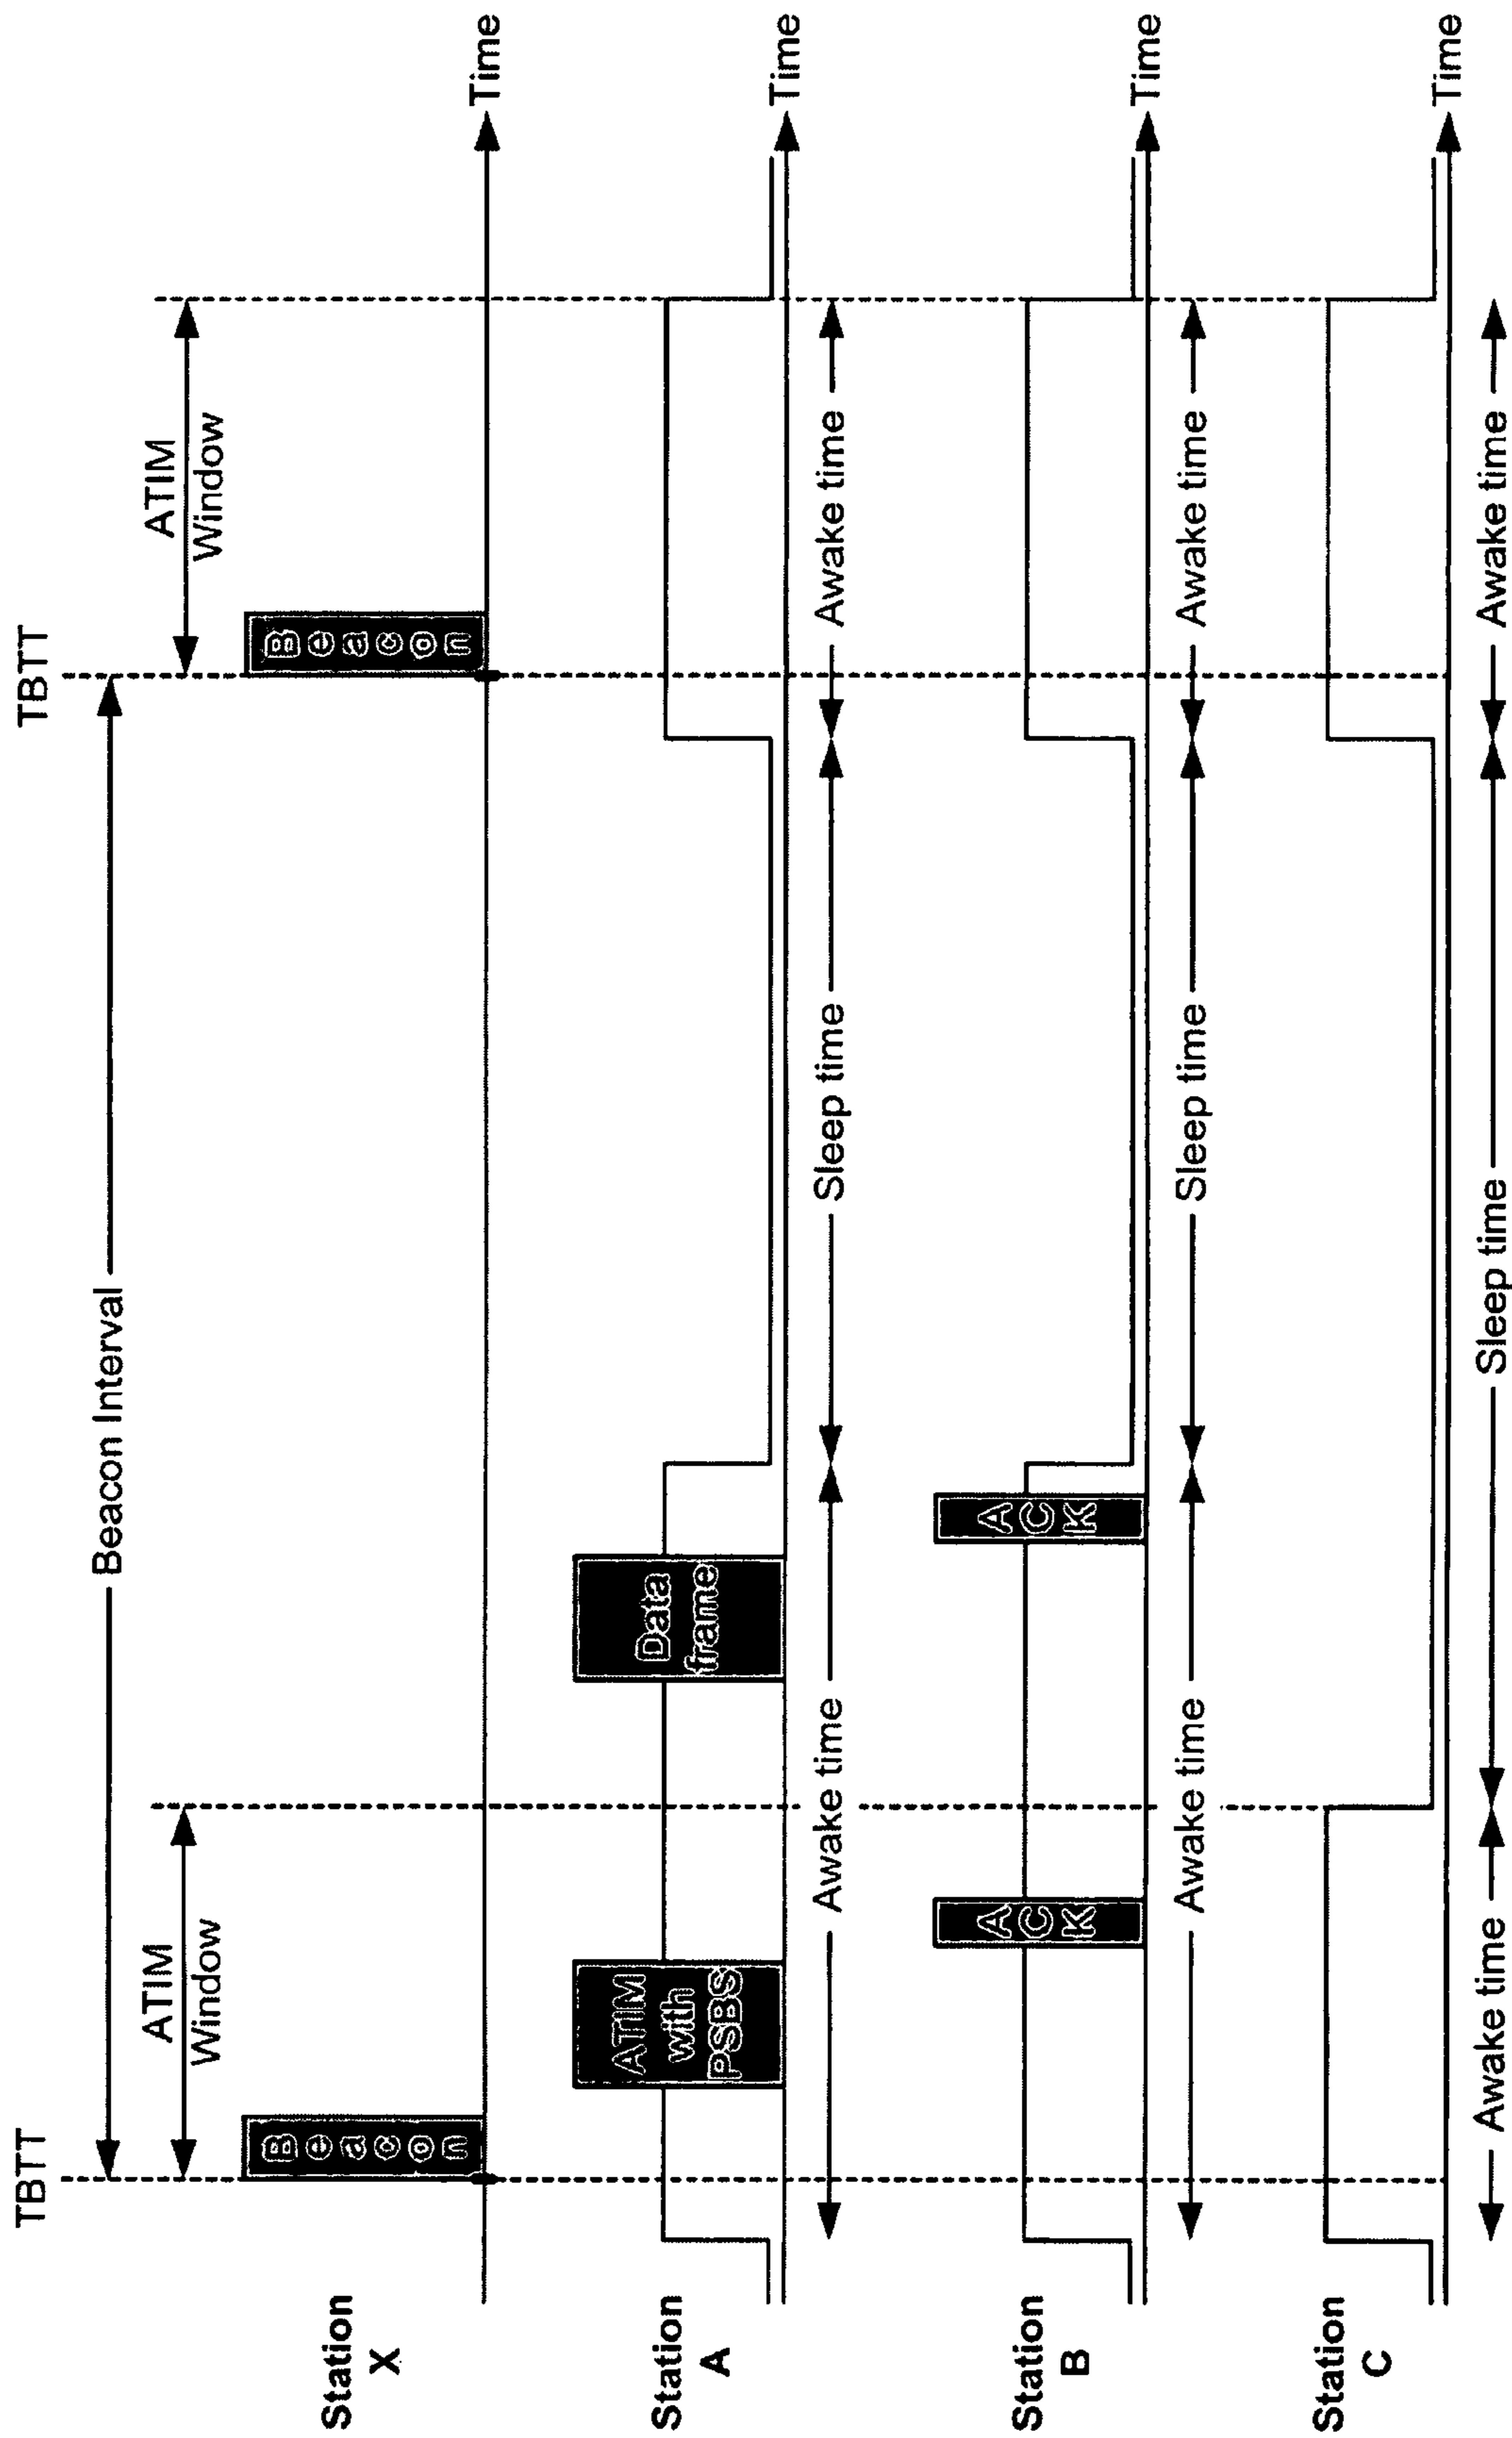 TBTT
TBTT
Beacon Interval
ATIM
Window
ATIM
Window
Station
X
Beacon
Beacon
Time
Station
A
ATIM
with
PSBS
Data
frame
Time
Awake time
Sleep time
Awake time
Station
B
ACK
ACK
Time
Awake time
Sleep time
Awake time
Station
C
Time
Awake time
Sleep time
Awake time